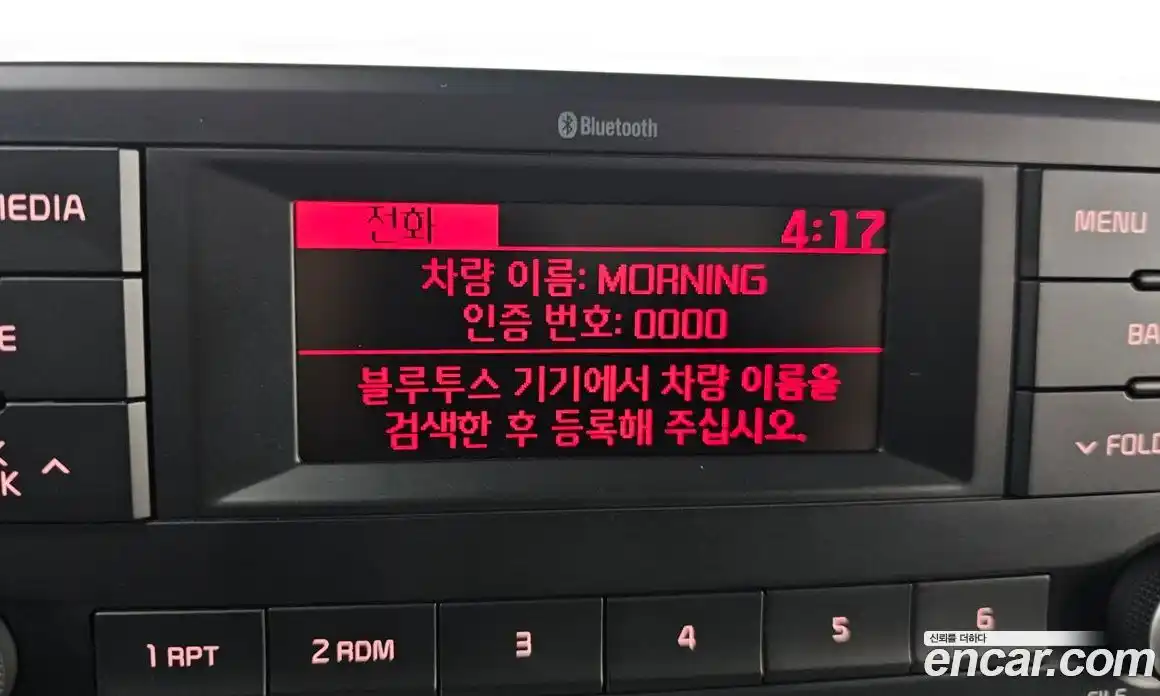 Bluetooth
MEDIA
전화
4:17
MENU
차량 이름: MORNING
인증 번호: 0000
블루투스 기기에서 차량 이름을
검색한 후 등록해 주십시오.
1 RPT
2 RDM
3
4
5
6
신뢰를 더하다
encar.com